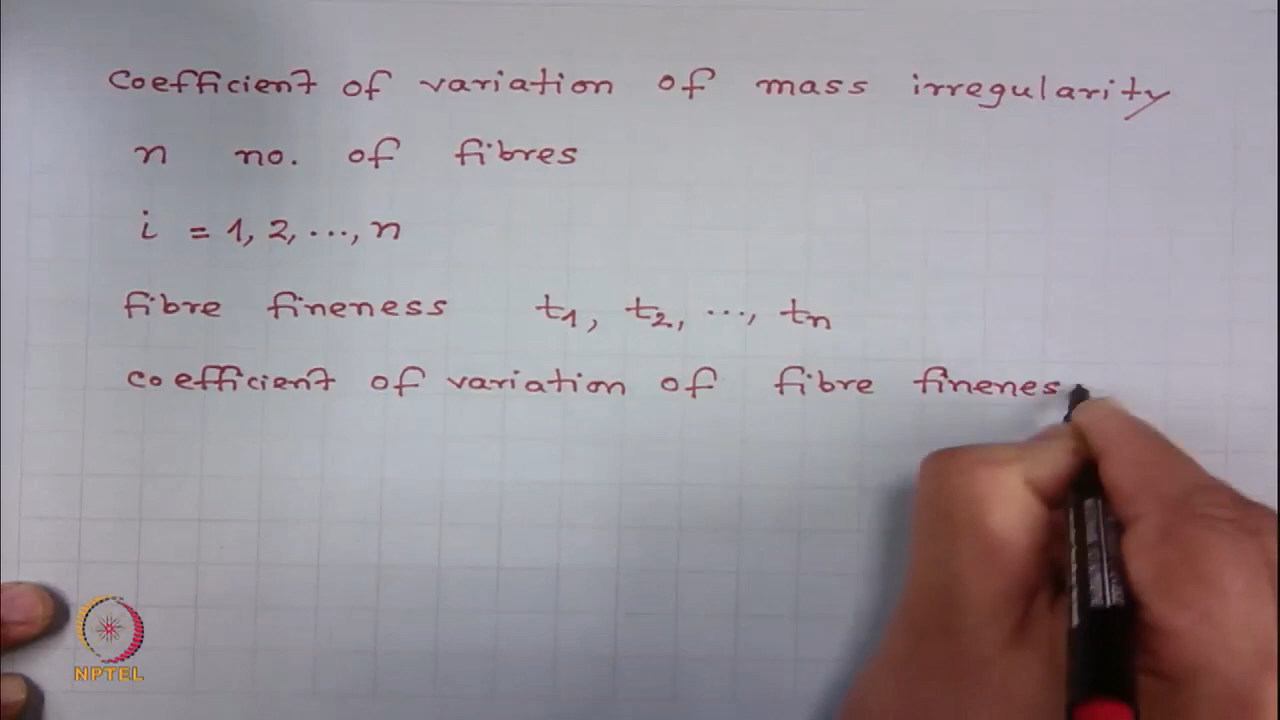 coefficient of variation of mass irregularity
n no. of fibres
i = 1, 2, ..., n
fibre fineness t1, t2, ..., tn
coefficient of variation of fibre finenes
NPTEL